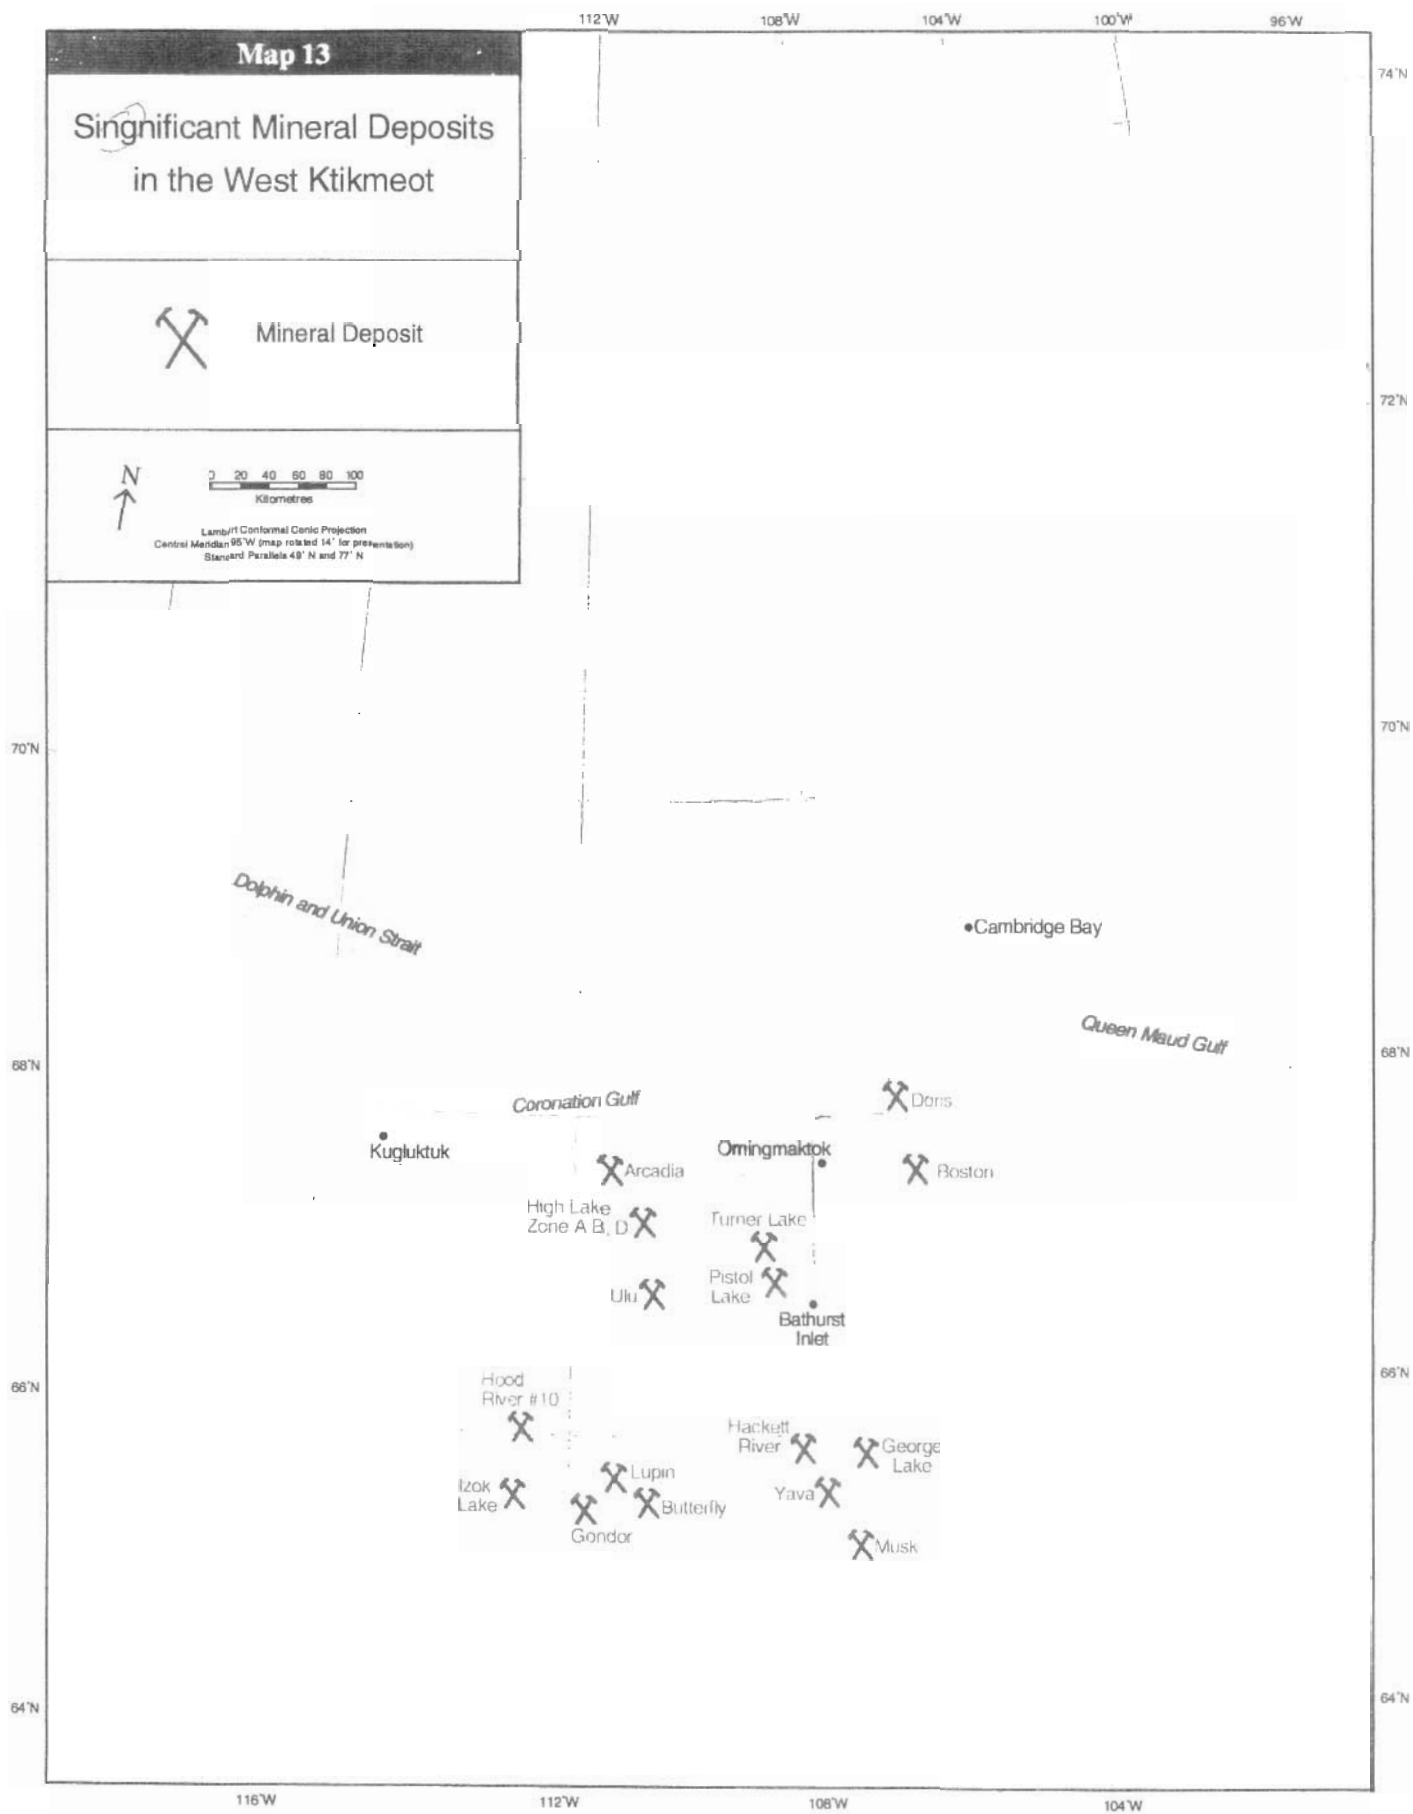 112°W 108°W 104°W 100°W 96°W
Map 13
74°N
Singnificant Mineral Deposits
in the West Ktikmeot
Mineral Deposit
72°N
N
0 20 40 60 80 100
Kilometres
Lambert Conformal Conic Projection
Central Meridian 95°W (map rotated 14° for presentation)
Standard Parallels 49° N and 77° N
70°N
70°N
Dolphin and Union Strait
Cambridge Bay
Queen Maud Gulf
68°N
68°N
Coronation Gulf
Doris
Kugluktuk
Omingmaktok
Arcadia
Boston
High Lake
Zone A B, D
Turner Lake
Ulu
Pistol
Lake
Bathurst
Inlet
66°N
66°N
Hood
River #10
Hackett
River
George
Lake
Lupin
Izok
Lake
Butterfly
Yava
Gondor
Musk
64°N
64°N
116°W 112°W 108°W 104°W